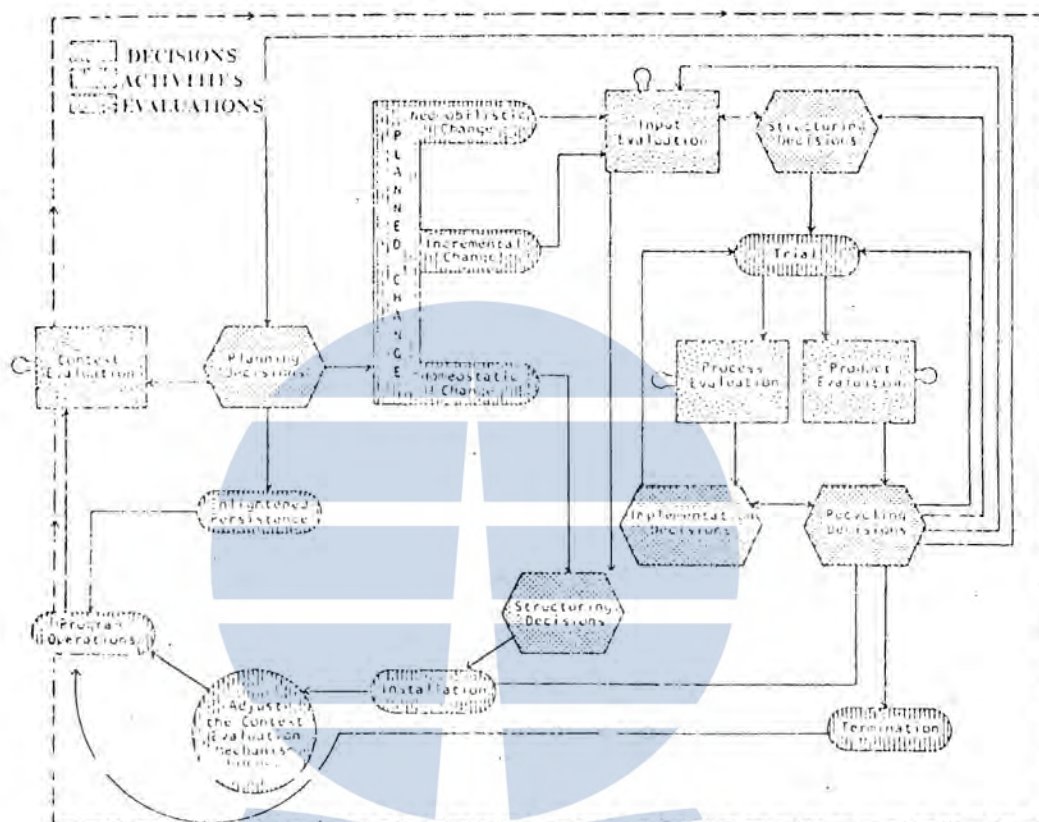 DECISIONS
ACTIVITIES
EVALUATIONS
Neomobilistic
Change
Input
Evaluation
Structuring
Decisions
PLANNED CHANGE
Incremental
Change
Trial
Context
Evaluation
Planning
Decisions
Homeostatic
Change
Process
Evaluation
Product
Evaluation
Enlightened
Persistence
Implementation
Decisions
Recycling
Decisions
Structuring
Decisions
Program
Operations
Installation
Adjust
the Context
Evaluation
Mechanism
Termination